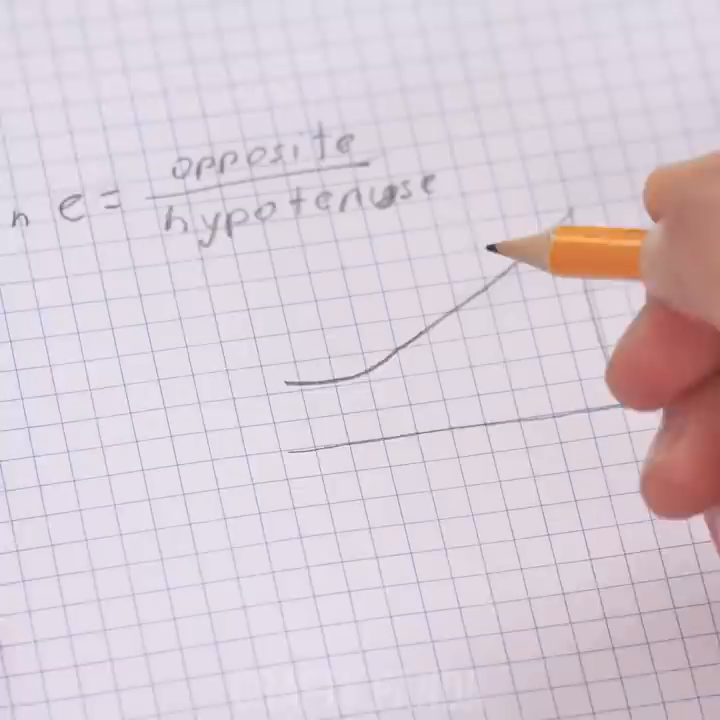 n e = opposite
hypotenuse